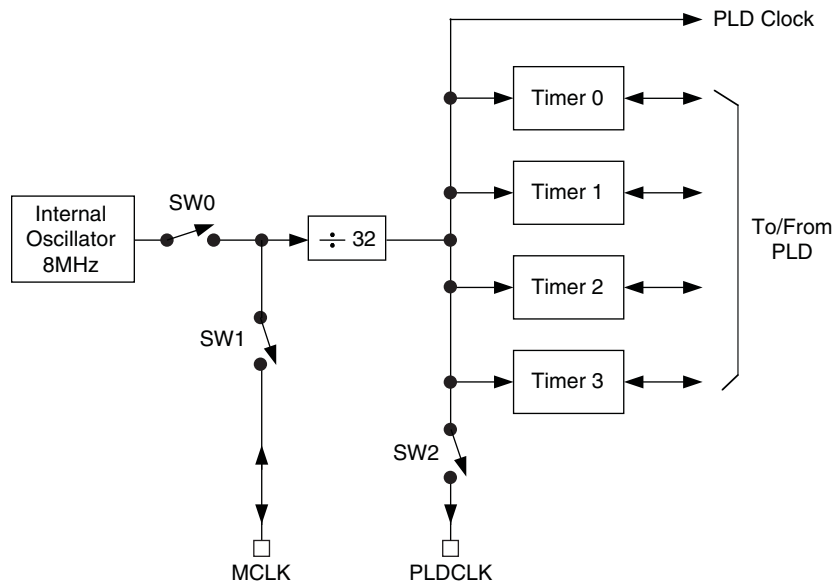 PLD Clock
Timer 0
Timer 1
SW0
Internal
Oscillator
8MHz
÷ 32
To/From
PLD
Timer 2
SW1
Timer 3
SW2
MCLK
PLDCLK